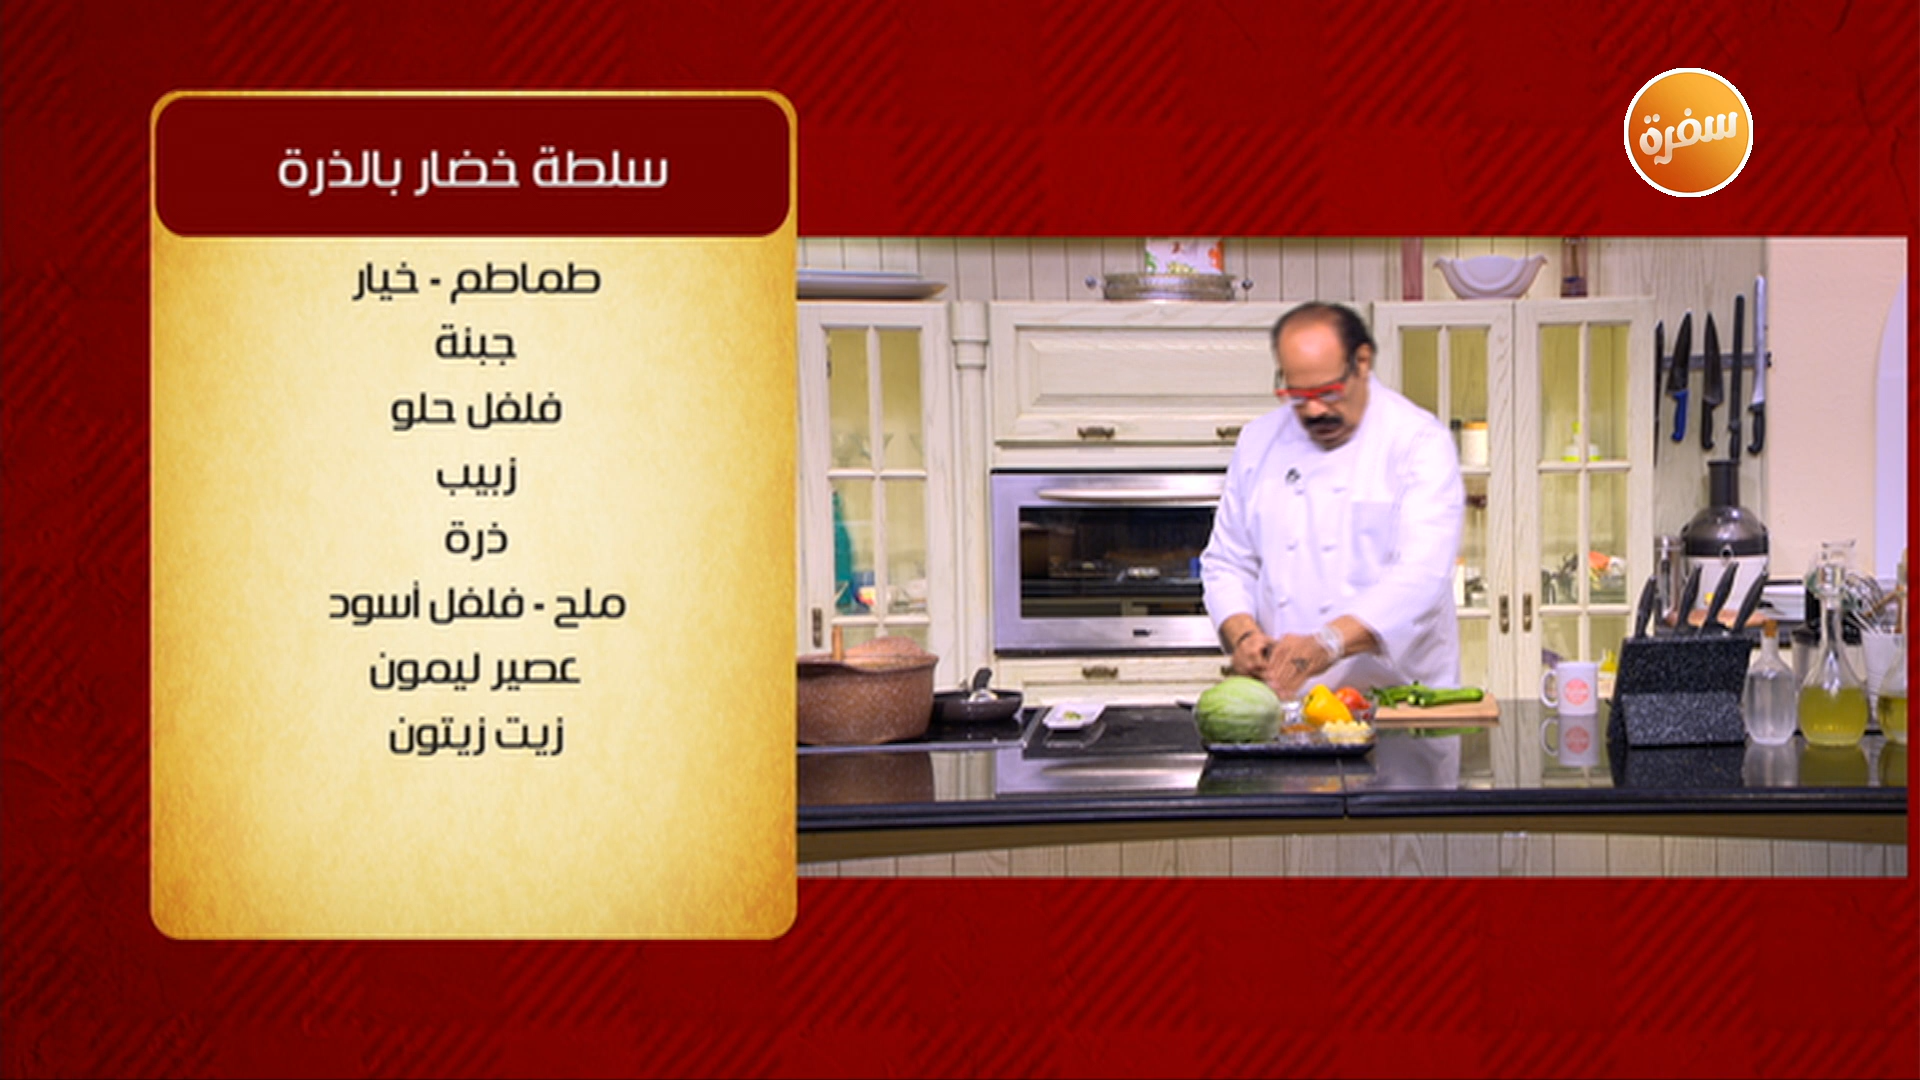 سفرة
سلطة خضار بالذرة
طماطم - خيار
جبنة
فلفل حلو
زبيب
ذرة
ملح - فلفل أسود
عصير ليمون
زيت زيتون